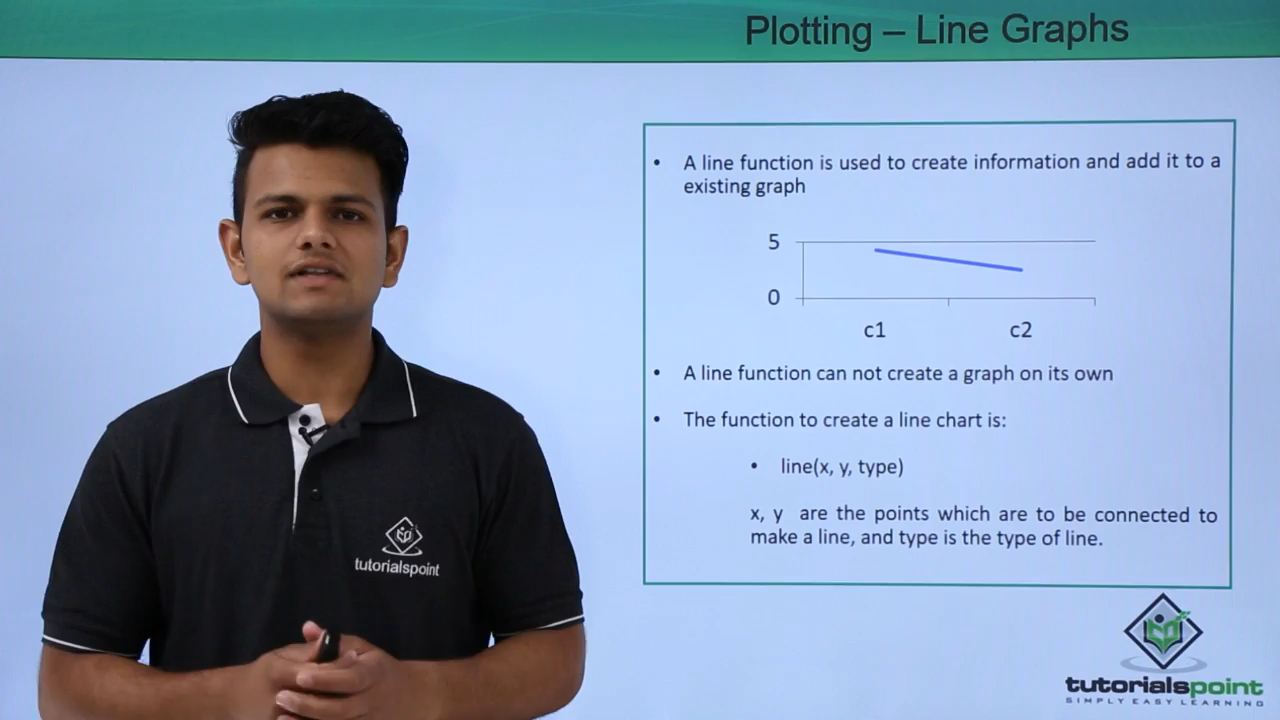 Plotting – Line Graphs
• A line function is used to create information and add it to a
existing graph
5
0
c1 c2
• A line function can not create a graph on its own
• The function to create a line chart is:
• line(x, y, type)
x, y are the points which are to be connected to
make a line, and type is the type of line.
tutorialspoint
tutorialspoint
SIMPLY EASY LEARNING